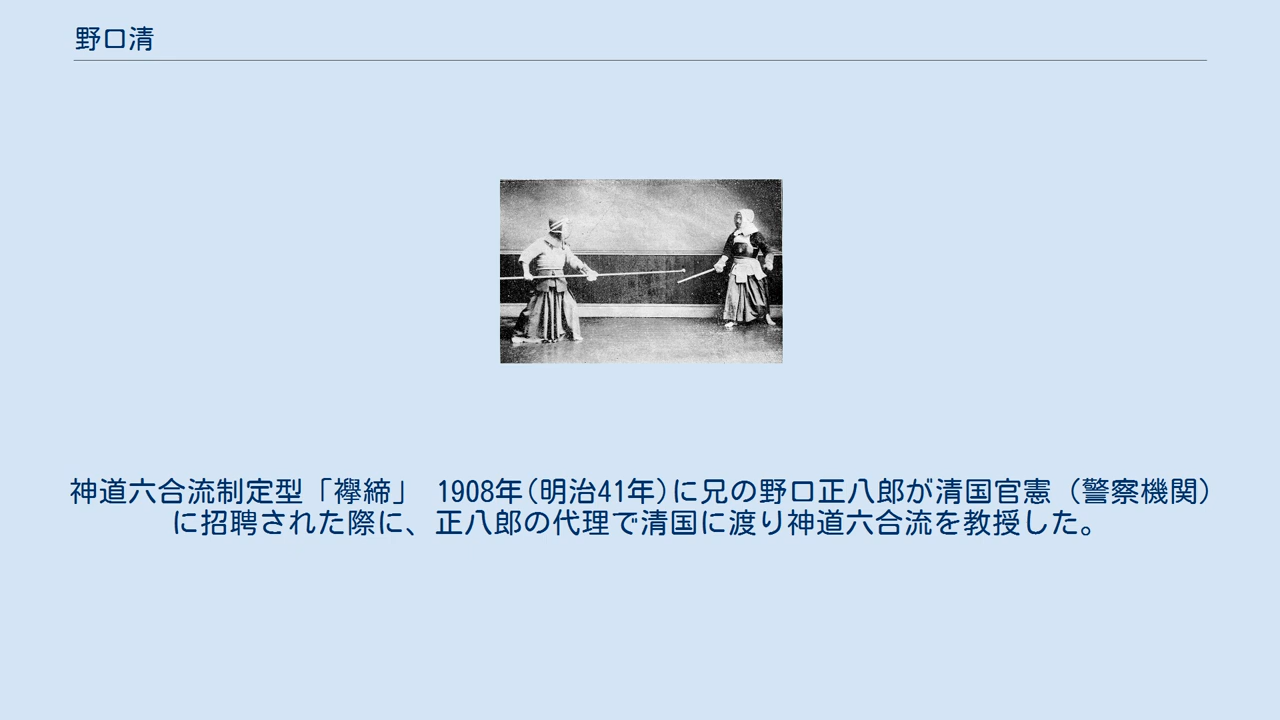 野口清
神道六合流制定型「襷締」 1908年(明治41年)に兄の野口正八郎が清国官憲（警察機関）
に招聘された際に、正八郎の代理で清国に渡り神道六合流を教授した。